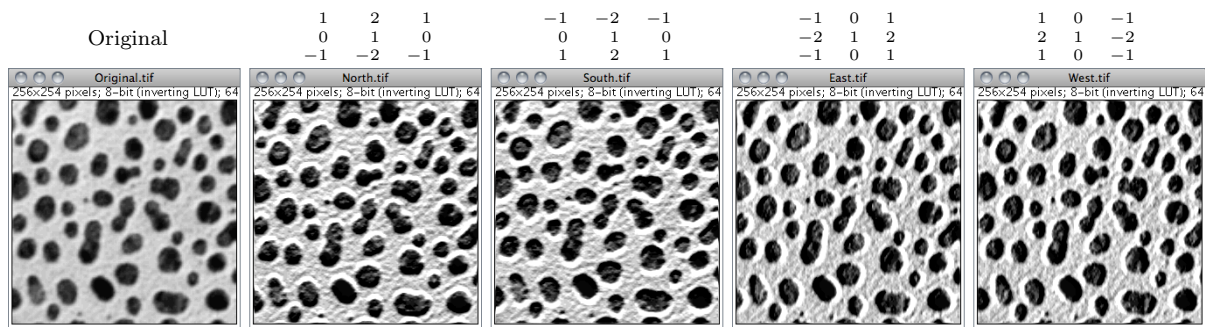 Original
1 2 1
0 1 0
−1 −2 −1
−1 −2 −1
0 1 0
1 2 1
−1 0 1
−2 1 2
−1 0 1
1 0 −1
2 1 −2
1 0 −1
Original.tif
256x254 pixels; 8-bit (inverting LUT); 64
North.tif
256x254 pixels; 8-bit (inverting LUT); 64
South.tif
256x254 pixels; 8-bit (inverting LUT); 64
East.tif
256x254 pixels; 8-bit (inverting LUT); 64
West.tif
256x254 pixels; 8-bit (inverting LUT); 64